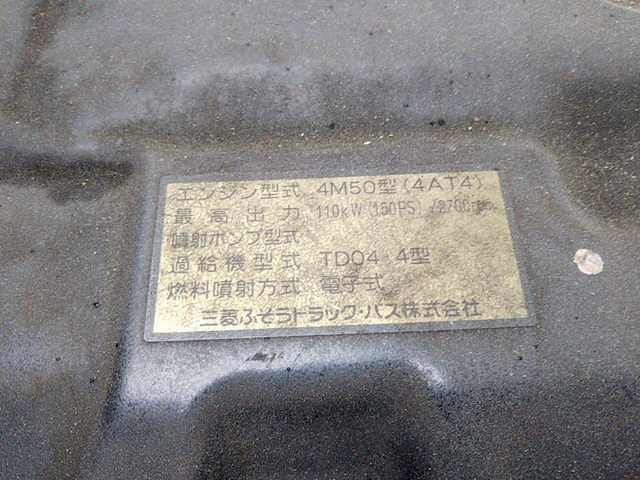 エンジン型式 4M50型(4AT4)
最高出力 110kW(150PS)/2700rpm
噴射ポンプ型式
過給機型式 TD04-4型
燃料噴射方式 電子式
三菱ふそうトラック・バス株式会社